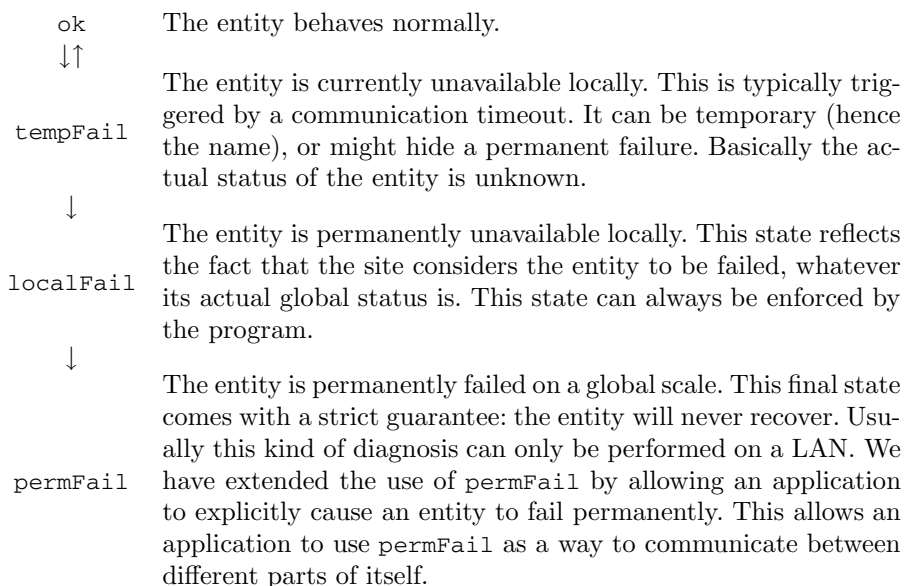 ok The entity behaves normally.
↓↑
The entity is currently unavailable locally. This is typically trig-
gered by a communication timeout. It can be temporary (hence
tempFail
the name), or might hide a permanent failure. Basically the ac-
tual status of the entity is unknown.
↓
The entity is permanently unavailable locally. This state reflects
the fact that the site considers the entity to be failed, whatever
localFail
its actual global status is. This state can always be enforced by
the program.
↓
The entity is permanently failed on a global scale. This final state
comes with a strict guarantee: the entity will never recover. Usu-
ally this kind of diagnosis can only be performed on a LAN. We
permFail have extended the use of permFail by allowing an application
to explicitly cause an entity to fail permanently. This allows an
application to use permFail as a way to communicate between
different parts of itself.